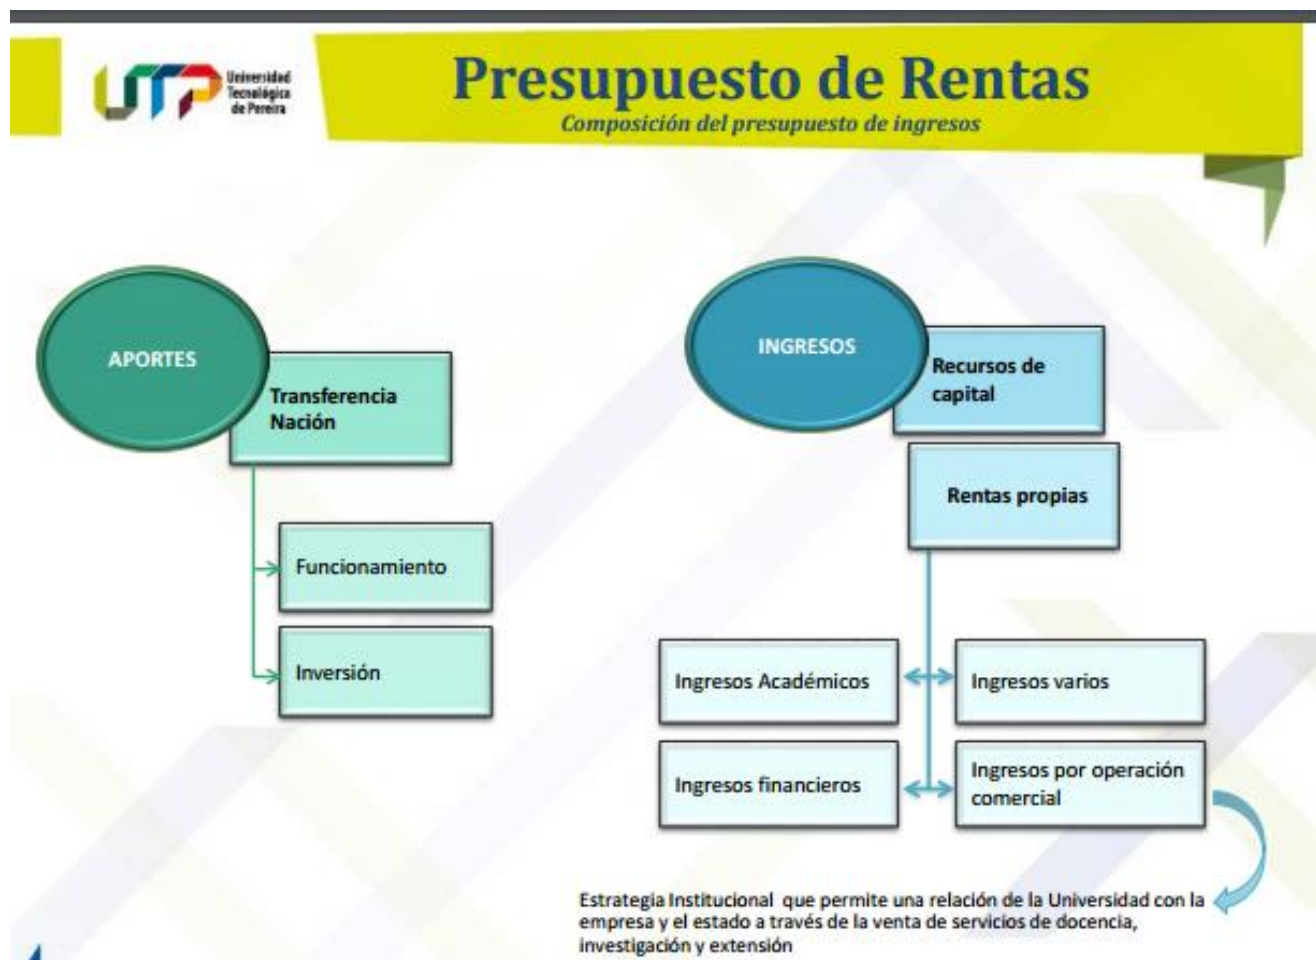 UTP
Universidad
Tecnológica
de Pereira
Presupuesto de Rentas
Composición del presupuesto de ingresos
APORTES
Transferencia
Nación
Funcionamiento
Inversión
INGRESOS
Recursos de
capital
Rentas propias
Ingresos Académicos
Ingresos varios
Ingresos financieros
Ingresos por operación
comercial
Estrategia Institucional que permite una relación de la Universidad con la
empresa y el estado a través de la venta de servicios de docencia,
investigación y extensión